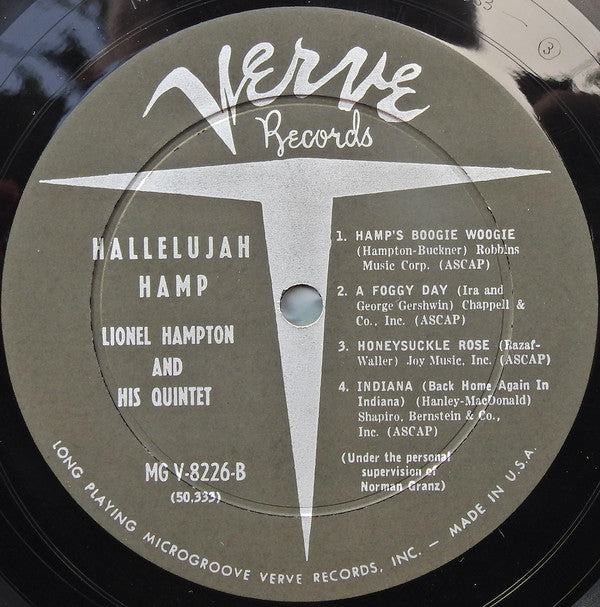 Verve
Records
HALLELUJAH
HAMP
LIONEL HAMPTON
AND
HIS QUINTET
MG V-8226-B
(50,333)
1. HAMP'S BOOGIE WOOGIE
(Hampton-Buckner) Robbins
Music Corp. (ASCAP)
2. A FOGGY DAY (Ira and
George Gershwin) Chappell &
Co., Inc. (ASCAP)
3. HONEYSUCKLE ROSE (Razaf-
Waller) Joy Music, Inc. (ASCAP)
4. INDIANA (Back Home Again In
Indiana) (Hanley-MacDonald)
Shapiro, Bernstein & Co.,
Inc. (ASCAP)
(Under the personal
supervision of
Norman Granz)
LONG PLAYING MICROGROOVE VERVE RECORDS, INC. — MADE IN U.S.A.
3